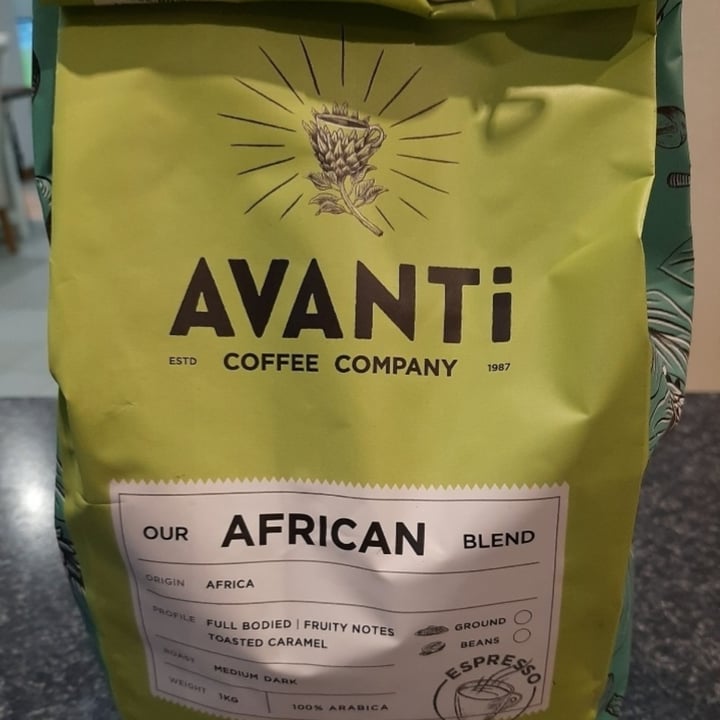 AVANTi
ESTD COFFEE COMPANY 1987
OUR AFRICAN BLEND
ORIGIN AFRICA
PROFILE FULL BODIED | FRUITY NOTES
TOASTED CARAMEL
GROUND
BEANS
ROAST MEDIUM DARK
WEIGHT 1KG
100% ARABICA
ESPRESSO